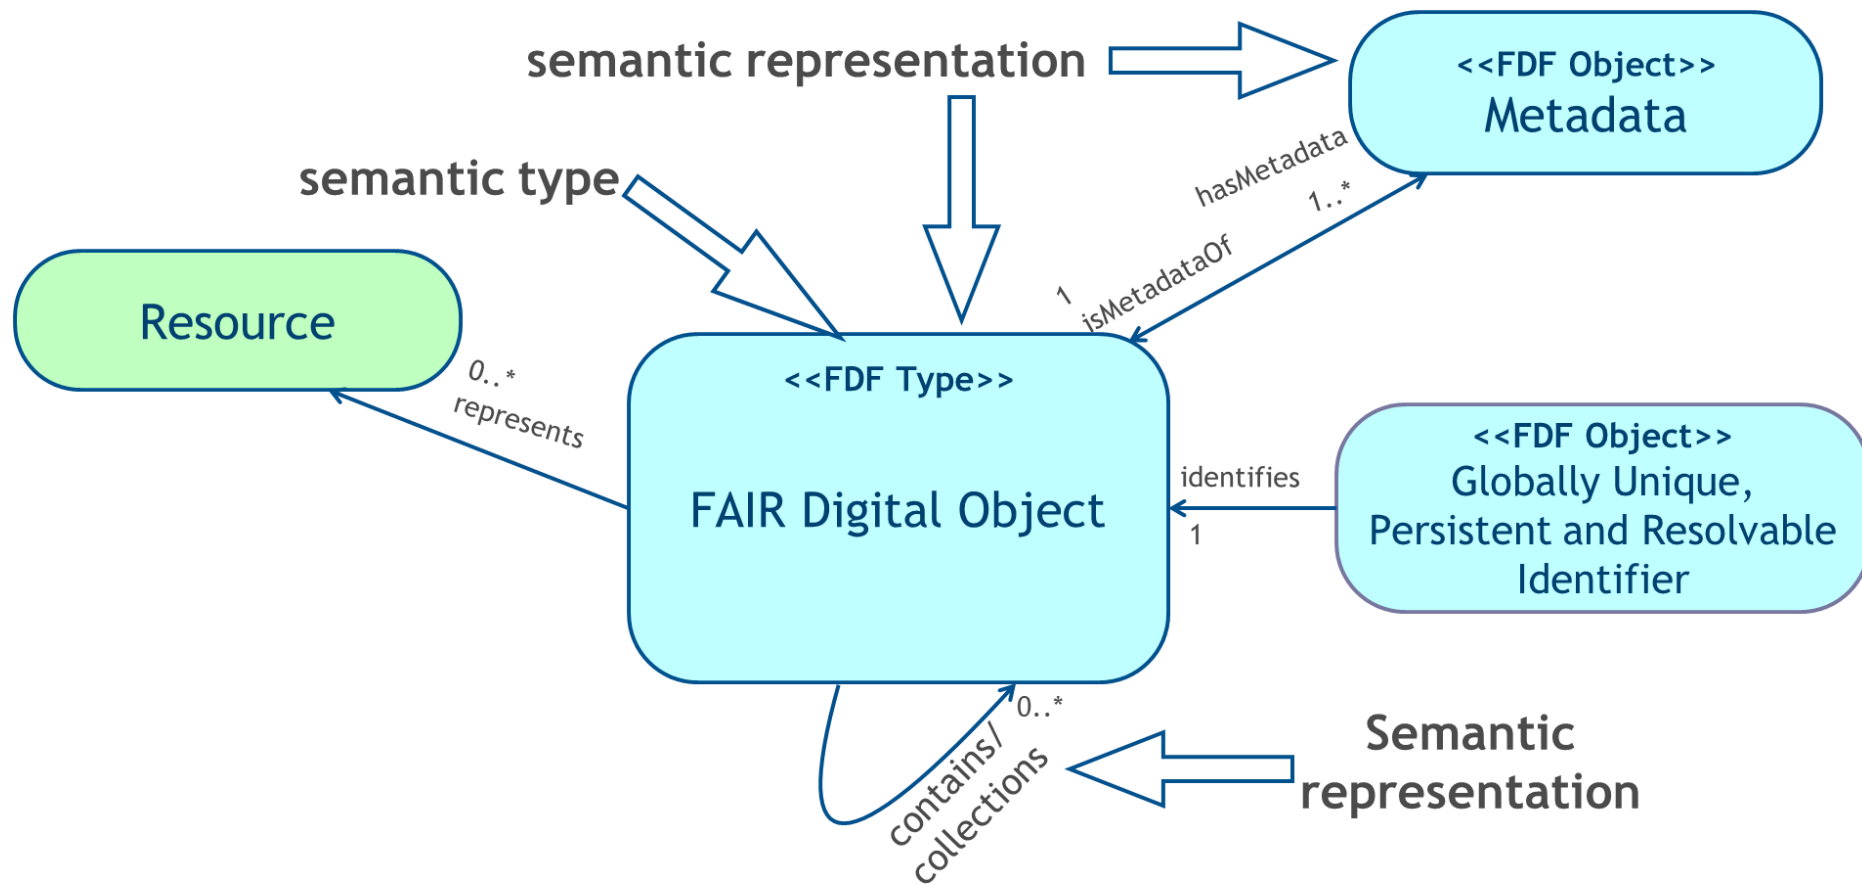 semantic representation
<<FDF Object>>
Metadata
hasMetadata
1..*
semantic type
isMetadataOf
1
Resource
0..*
represents
<<FDF Type>>
FAIR Digital Object
identifies
1
<<FDF Object>>
Globally Unique,
Persistent and Resolvable
Identifier
0..*
contains/
collections
Semantic
representation